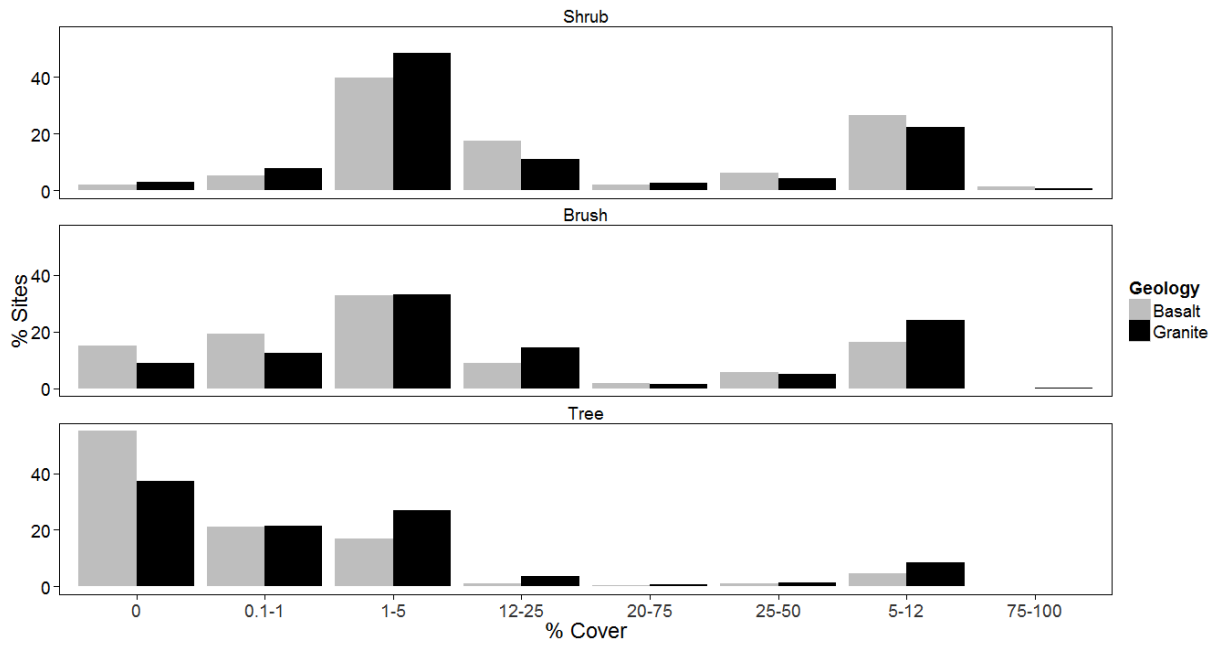 Shrub
40
20
0
Brush
40
20
0
Tree
40
20
0
0 0.1-1 1-5 12-25 20-75 25-50 5-12 75-100
% Cover
% Sites
Geology
Basalt
Granite